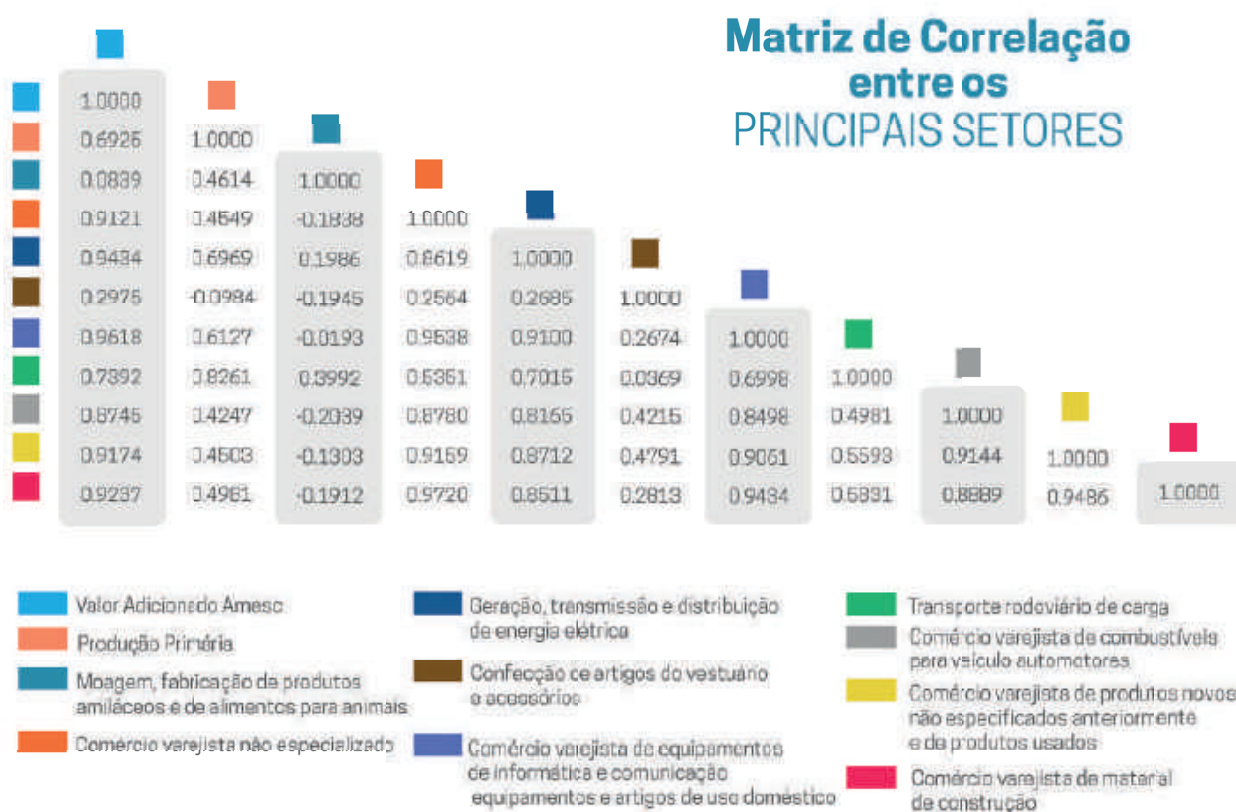 Matriz de Correlação
entre os
PRINCIPAIS SETORES
1.0000
0.6925 1.0000
0.0839 0.4614 1.0000
0.9121 0.4549 -0.1838 1.0000
0.9434 0.6969 0.1986 0.8619 1.0000
0.2975 -0.0984 -0.1945 0.2564 0.2685 1.0000
0.9618 0.6127 -0.0193 0.9538 0.9100 0.2674 1.0000
0.7392 0.8261 0.3992 0.5351 0.7015 0.0369 0.6998 1.0000
0.8745 0.4247 -0.2039 0.8780 0.8155 0.4215 0.8498 0.4981 1.0000
0.9174 0.4503 -0.1303 0.9159 0.8712 0.4791 0.9051 0.5593 0.9144 1.0000
0.9237 0.4981 -0.1912 0.9720 0.8511 0.2813 0.9484 0.5831 0.8889 0.9486 1.0000
Valor Adicionado Amesc
Produção Primária
Moagem, fabricação de produtos
amiláceos e de alimentos para animais
Comércio varejista não especializado
Geração, transmissão e distribuição
de energia elétrica
Confecção de artigos do vestuário
e acessórios
Comércio varejista de equipamentos
de informática e comunicação
equipamentos e artigos de uso doméstico
Transporte rodoviário de carga
Comércio varejista de combustíveis
para veículo automotores
Comércio varejista de produtos novos
não especificados anteriormente
e de produtos usados
Comércio varejista de material
de construção